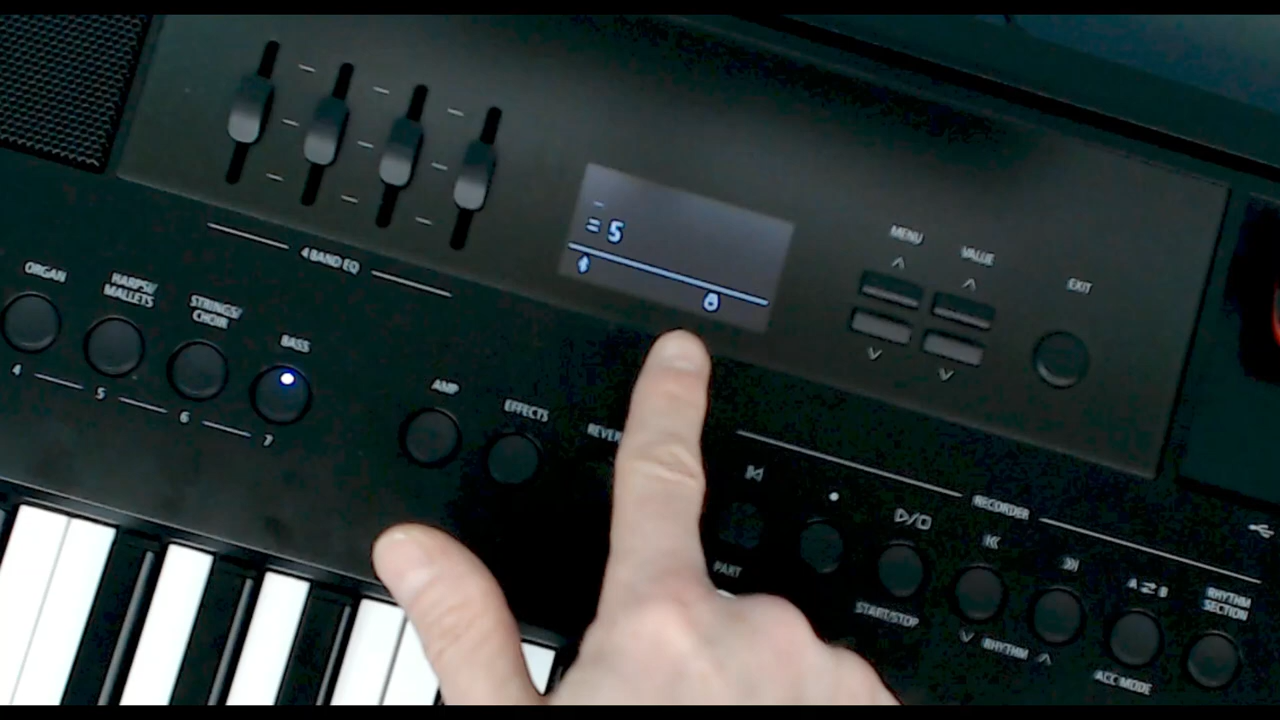 MENU
VALUE
= 5
4 BAND EQ
EXIT
ORGAN
HARPSI/
MALLETS
STRINGS/
CHOIR
BASS
4
5
6
7
AMP
EFFECTS
RECORDER
PART
START/STOP
RHYTHM
A ⇄ B
ACC MODE
RHYTHM
SECTION